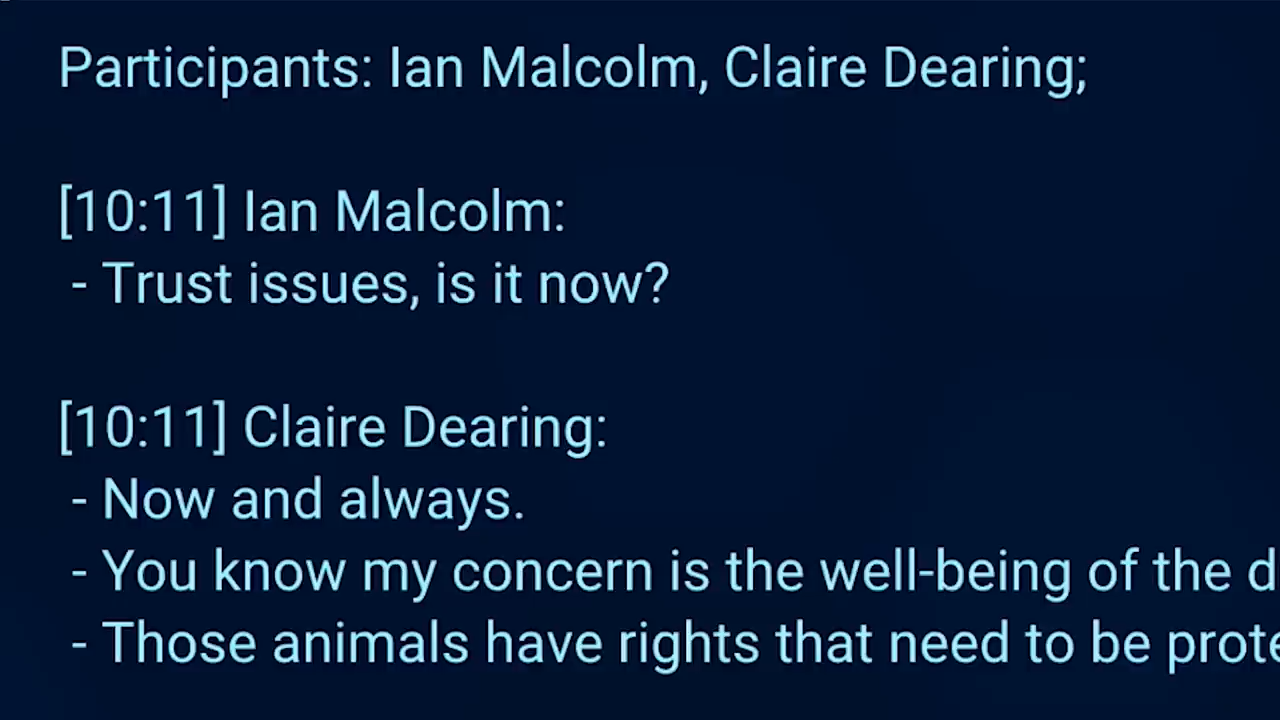 Participants: Ian Malcolm, Claire Dearing;
[10:11] Ian Malcolm:
- Trust issues, is it now?
[10:11] Claire Dearing:
- Now and always.
- You know my concern is the well-being of the
- Those animals have rights that need to be